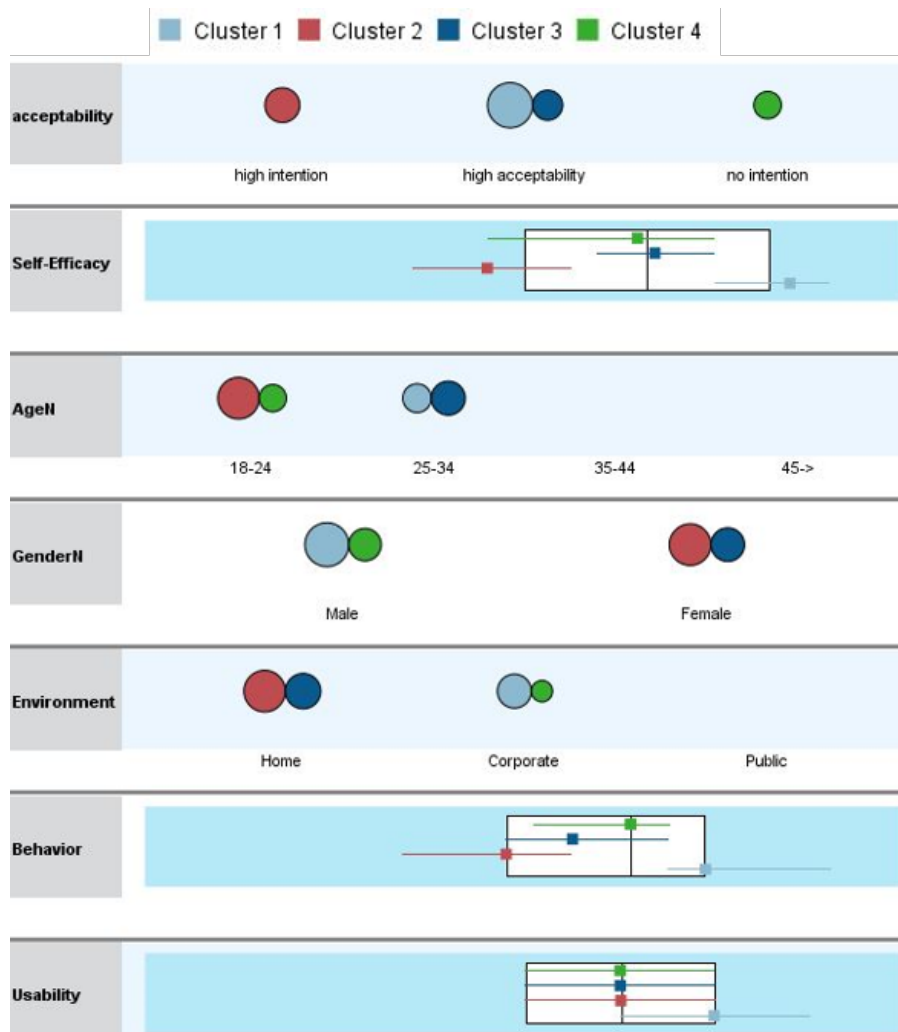 Cluster 1 Cluster 2 Cluster 3 Cluster 4
acceptability
high intention high acceptability no intention
Self-Efficacy
AgeN
18-24 25-34 35-44 45->
GenderN
Male Female
Environment
Home Corporate Public
Behavior
Usability